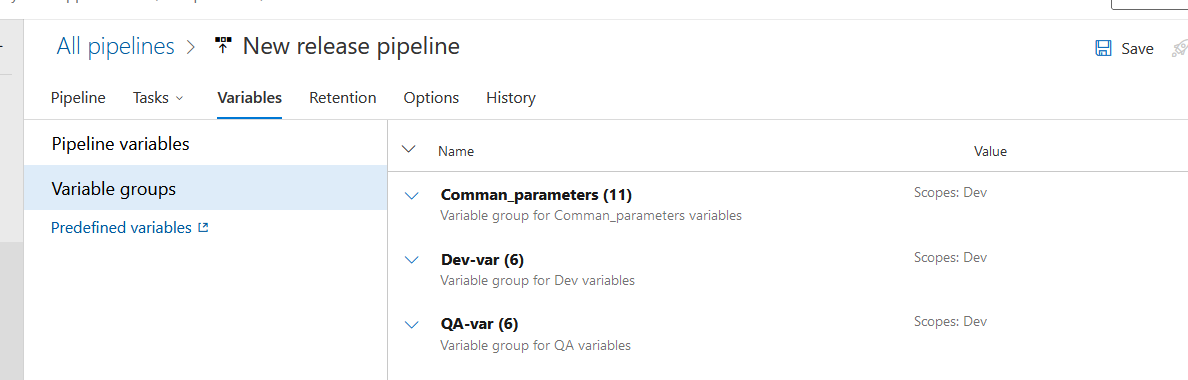 All pipelines > New release pipeline
Save
Pipeline Tasks Variables Retention Options History
Pipeline variables
Variable groups
Predefined variables
Name Value
Comman_parameters (11) Scopes: Dev
Variable group for Comman_parameters variables
Dev-var (6) Scopes: Dev
Variable group for Dev variables
QA-var (6) Scopes: Dev
Variable group for QA variables